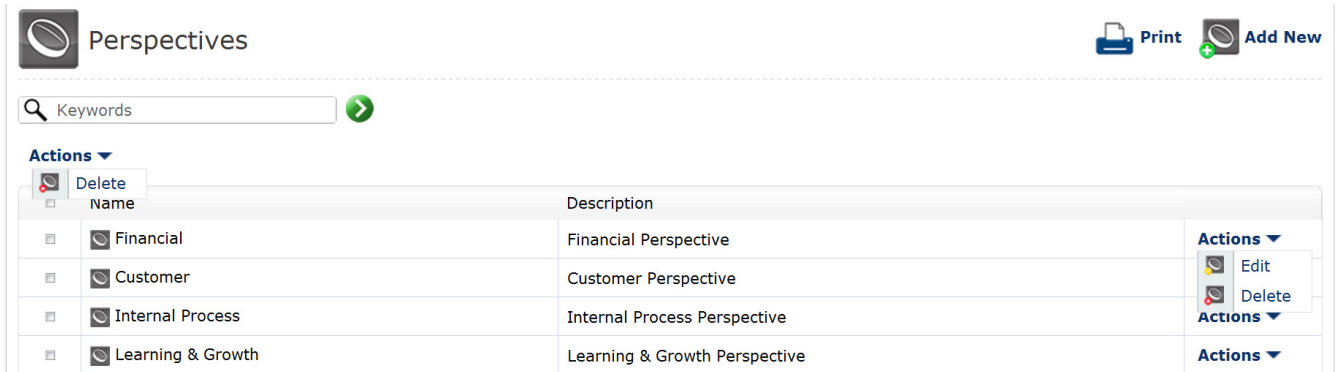 Perspectives
Print Add New
Keywords
Actions
Delete
Name Description
Financial Financial Perspective Actions
Edit
Customer Customer Perspective
Delete
Internal Process Internal Process Perspective Actions
Learning & Growth Learning & Growth Perspective Actions